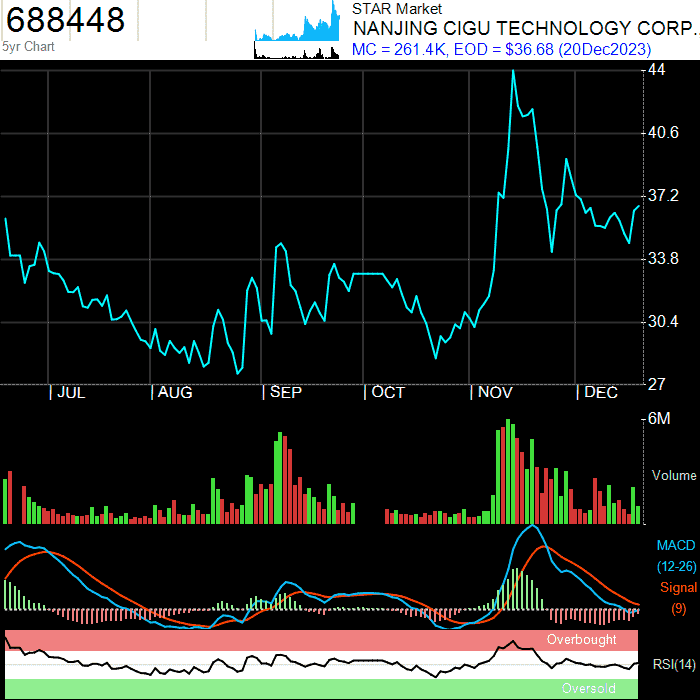 688448
5yr Chart
STAR Market
NANJING CIGU TECHNOLOGY CORP.
MC = 261.4K, EOD = $36.68 (20Dec2023)
44
40.6
37.2
33.8
30.4
27
| JUL | AUG | SEP | OCT | NOV | DEC
6M
Volume
MACD
(12-26)
Signal
(9)
Overbought
RSI(14)
Oversold